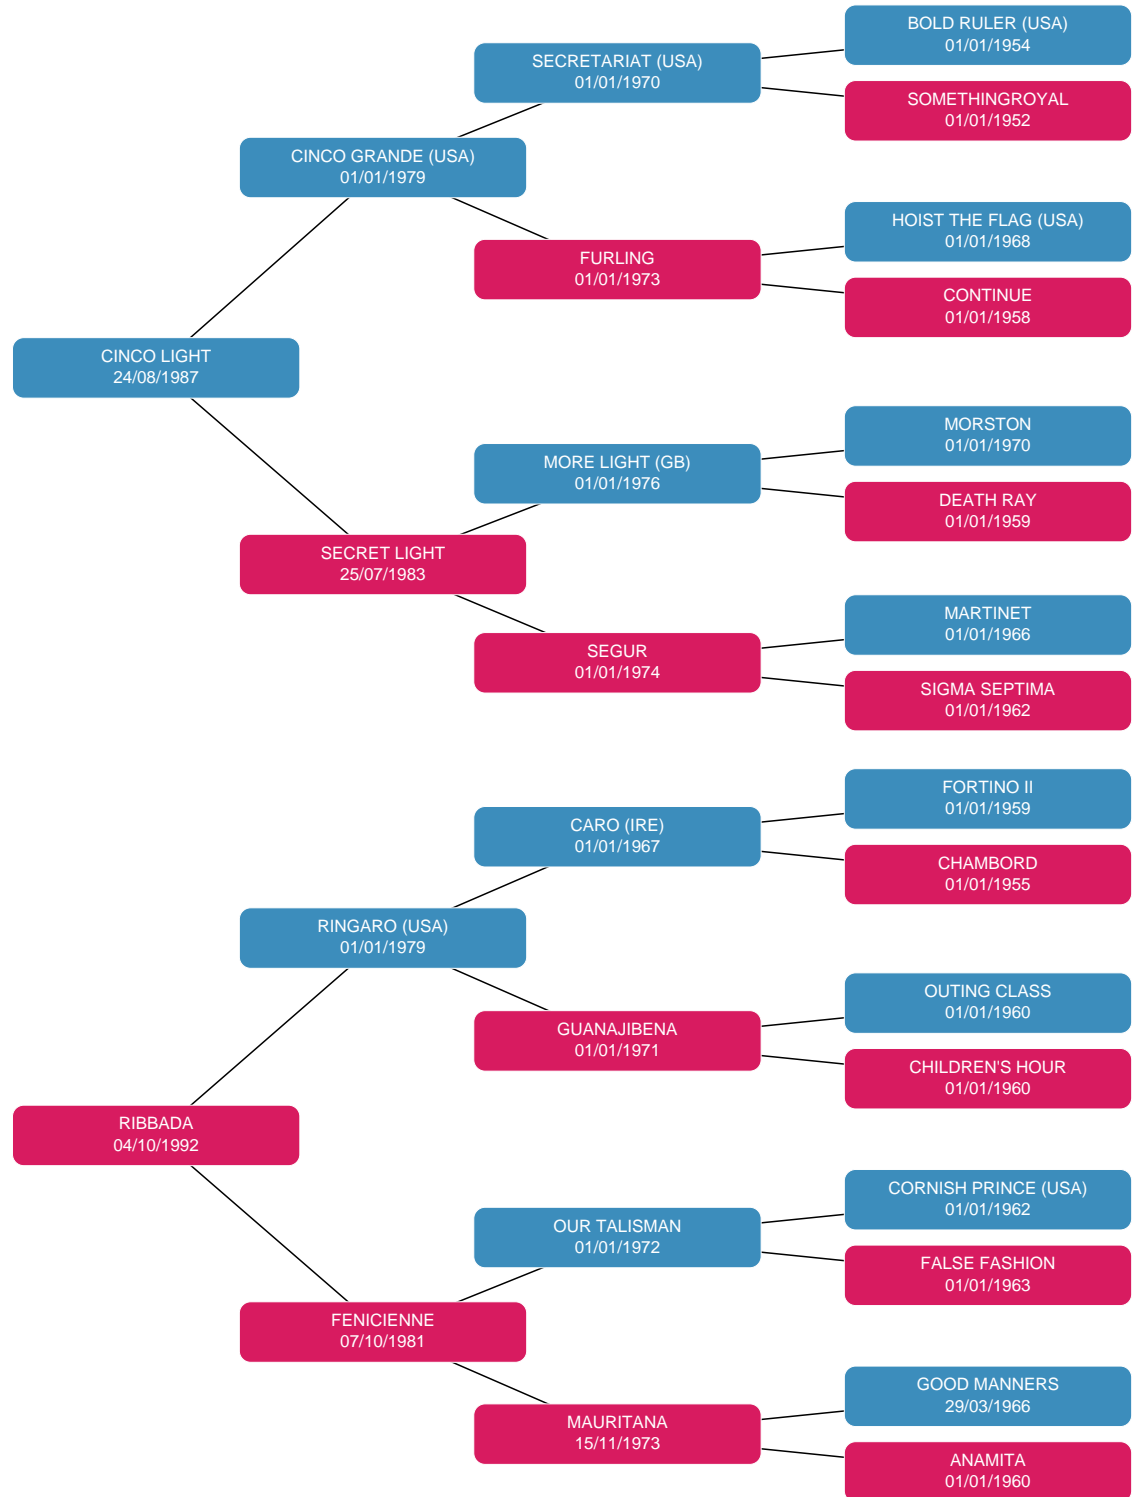 BOLD RULER (USA)
01/01/1954
SECRETARIAT (USA)
01/01/1970
SOMETHINGROYAL
01/01/1952
CINCO GRANDE (USA)
01/01/1979
HOIST THE FLAG (USA)
01/01/1968
FURLING
01/01/1973
CONTINUE
01/01/1958
CINCO LIGHT
24/08/1987
MORSTON
01/01/1970
MORE LIGHT (GB)
01/01/1976
DEATH RAY
01/01/1959
SECRET LIGHT
25/07/1983
MARTINET
01/01/1966
SEGUR
01/01/1974
SIGMA SEPTIMA
01/01/1962
FORTINO II
01/01/1959
CARO (IRE)
01/01/1967
CHAMBORD
01/01/1955
RINGARO (USA)
01/01/1979
OUTING CLASS
01/01/1960
GUANAJIBENA
01/01/1971
CHILDREN'S HOUR
01/01/1960
RIBBADA
04/10/1992
CORNISH PRINCE (USA)
01/01/1962
OUR TALISMAN
01/01/1972
FALSE FASHION
01/01/1963
FENICIENNE
07/10/1981
GOOD MANNERS
29/03/1966
MAURITANA
15/11/1973
ANAMITA
01/01/1960